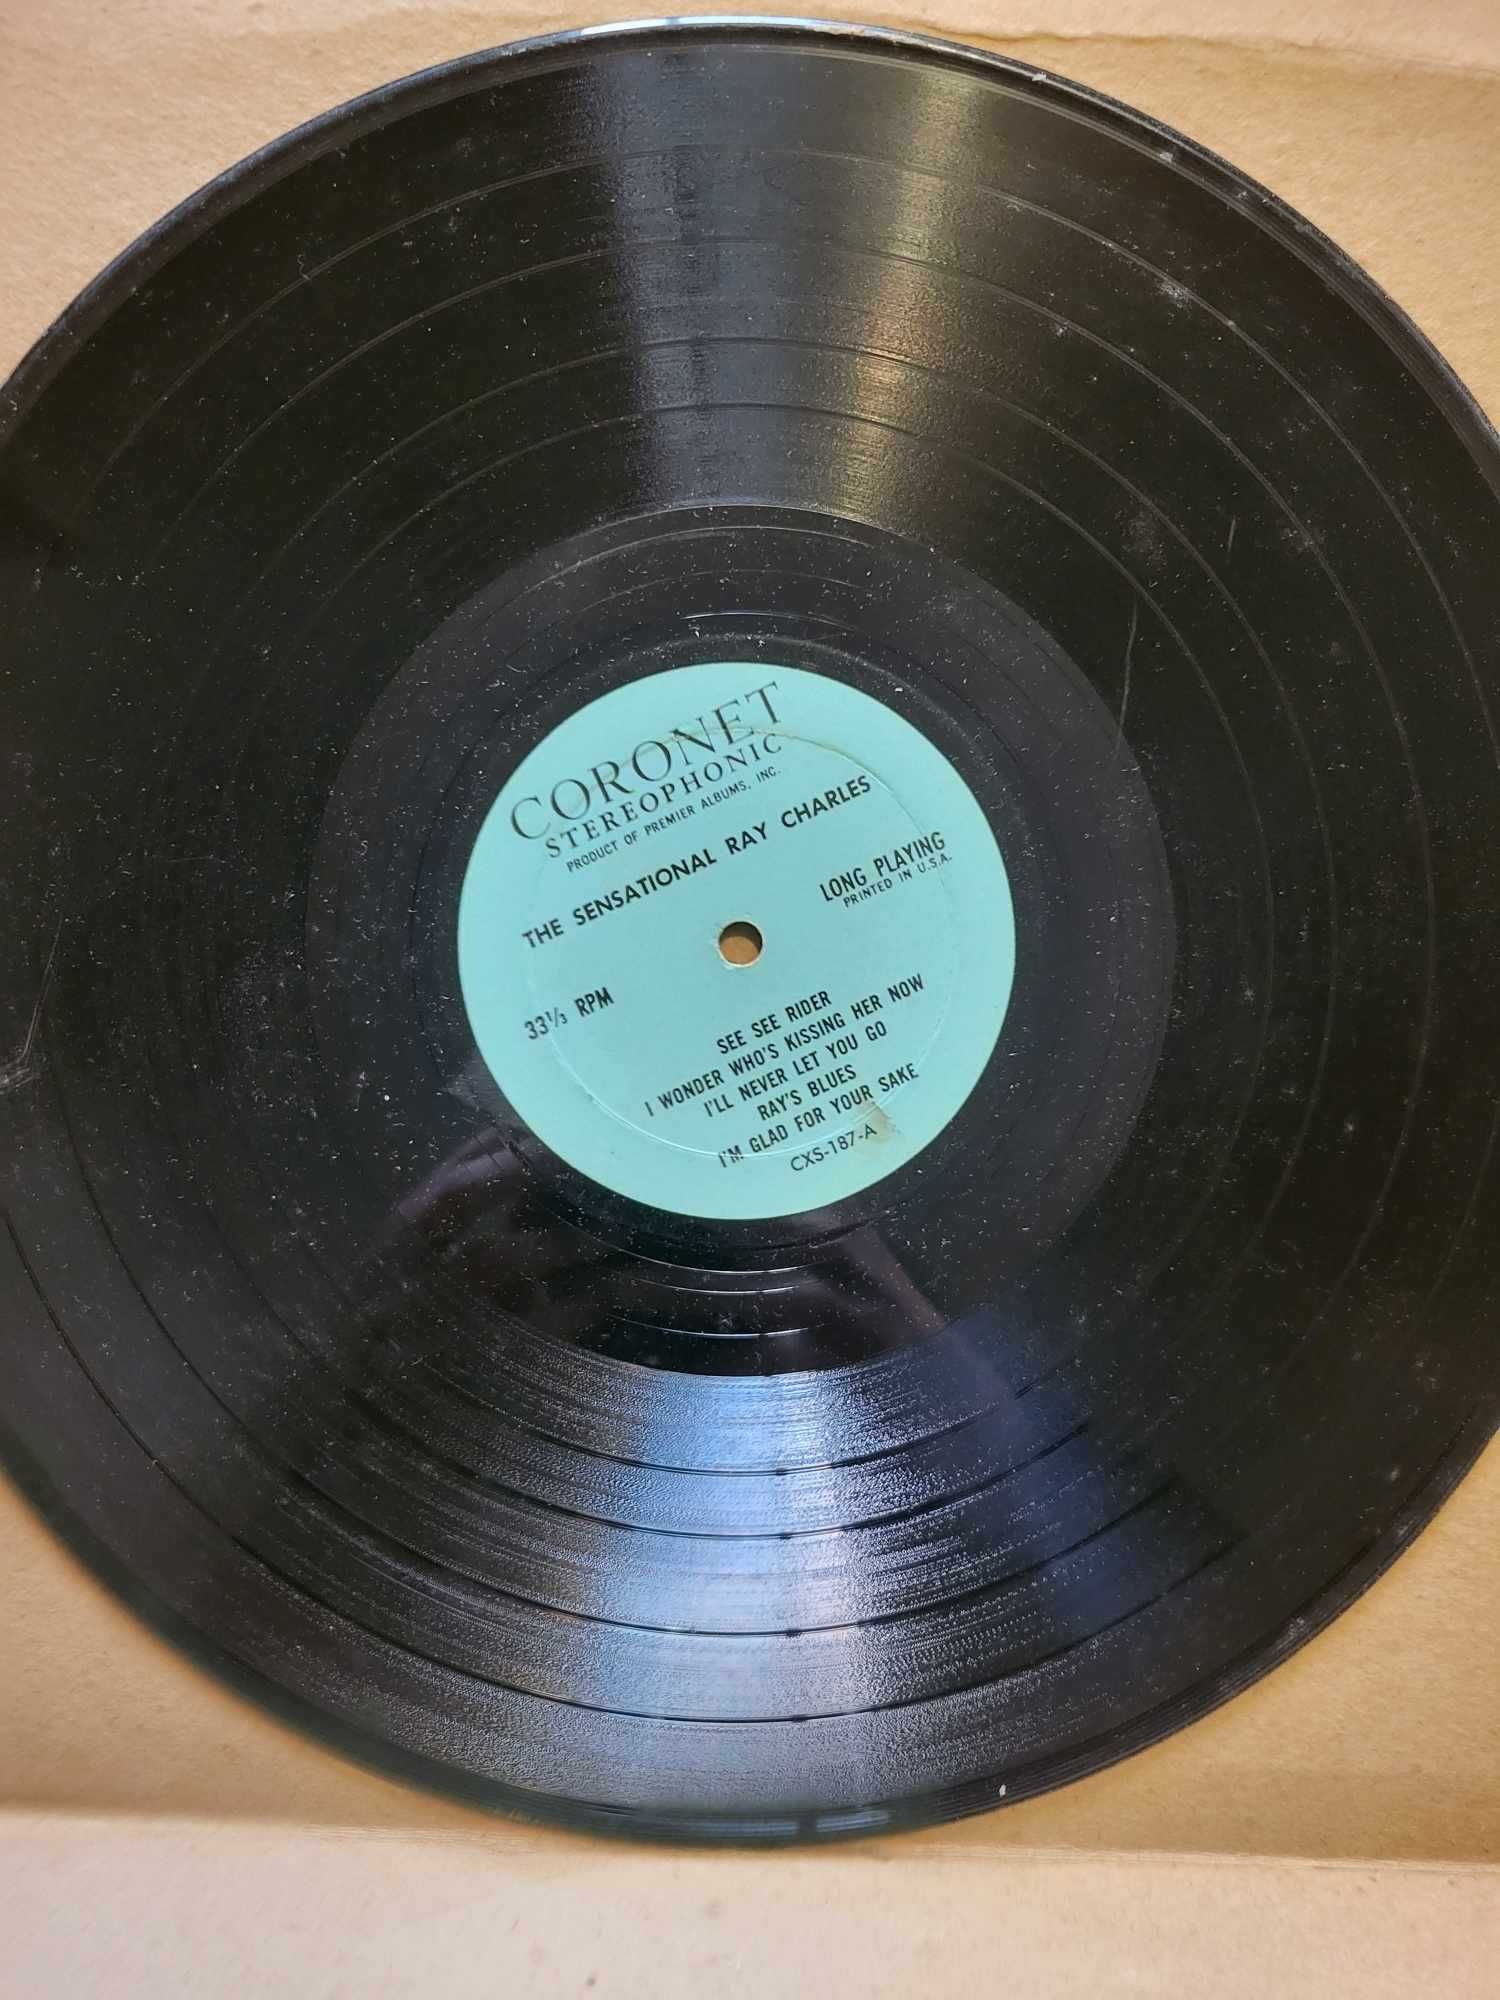 CORONET
STEREOPHONIC
PRODUCT OF PREMIER ALBUMS, INC.
THE SENSATIONAL RAY CHARLES
LONG PLAYING
PRINTED IN U.S.A.
33⅓ RPM
SEE SEE RIDER
I WONDER WHO'S KISSING HER NOW
I'LL NEVER LET YOU GO
RAY'S BLUES
I'M GLAD FOR YOUR SAKE
CXS-187-A